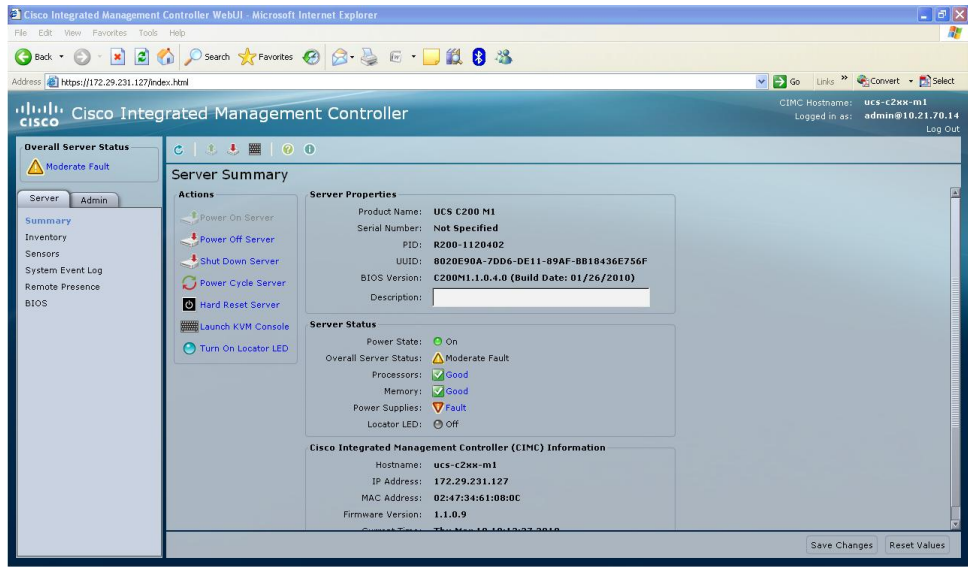 Cisco Integrated Management Controller WebUI - Microsoft Internet Explorer
File Edit View Favorites Tools Help
Back Search Favorites
Address https://172.29.231.127/index.html Go Links » Convert Select
CISCO Cisco Integrated Management Controller
CIMC Hostname: ucs-c2xx-m1
Logged in as: admin@10.21.70.14
Log Out
Overall Server Status
Moderate Fault
Server Admin
Summary
Inventory
Sensors
System Event Log
Remote Presence
BIOS
Server Summary
Actions
Power On Server
Power Off Server
Shut Down Server
Power Cycle Server
Hard Reset Server
Launch KVM Console
Turn On Locator LED
Server Properties
Product Name: UCS C200 M1
Serial Number: Not Specified
PID: R200-1120402
UUID: 8020E90A-7DD6-DE11-89AF-BB18436E756F
BIOS Version: C200M1.1.0.4.0 (Build Date: 01/26/2010)
Description:
Server Status
Power State: On
Overall Server Status: Moderate Fault
Processors: Good
Memory: Good
Power Supplies: Fault
Locator LED: Off
Cisco Integrated Management Controller (CIMC) Information
Hostname: ucs-c2xx-m1
IP Address: 172.29.231.127
MAC Address: 02:47:34:61:08:0C
Firmware Version: 1.1.0.9
Save Changes Reset Values